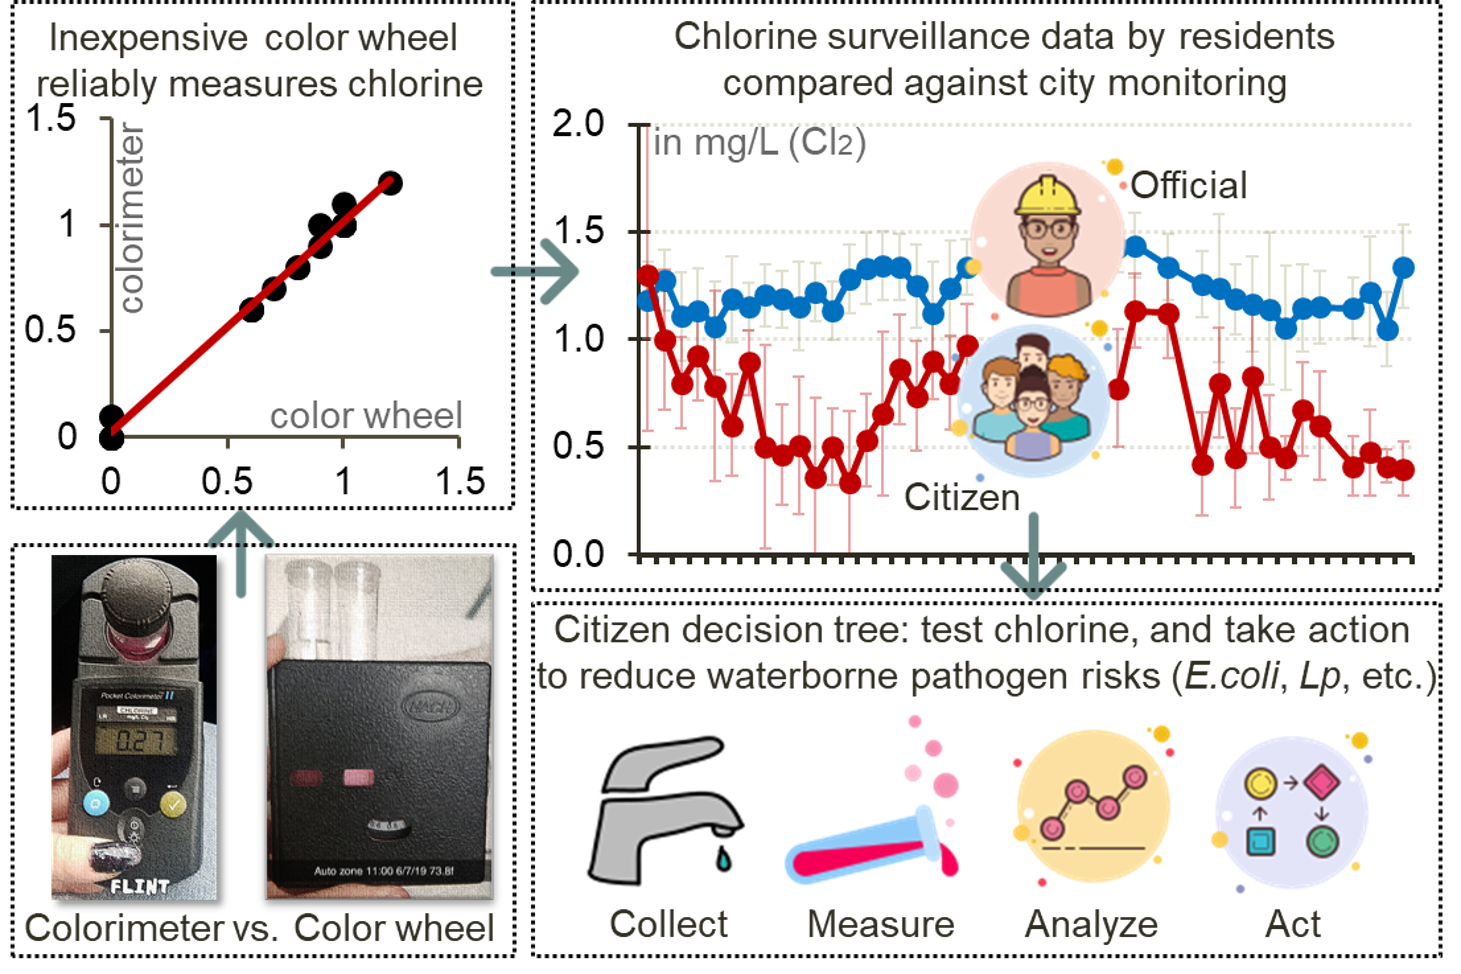 Inexpensive color wheel
reliably measures chlorine
1.5
1
0.5
0
colorimeter
color wheel
0
0.5
1
1.5
Chlorine surveillance data by residents
compared against city monitoring
2.0
1.5
1.0
0.5
0.0
in mg/L (Cl2)
Official
Citizen
Pocket Colorimeter II
CHLORINE
LR
mg/L Cl2
HR
0.27
FLINT
HACH
Auto zone 11:00 6/7/19 73.8f
Colorimeter vs. Color wheel
Citizen decision tree: test chlorine, and take action
to reduce waterborne pathogen risks (E.coli, Lp, etc.)
Collect
Measure
Analyze
Act